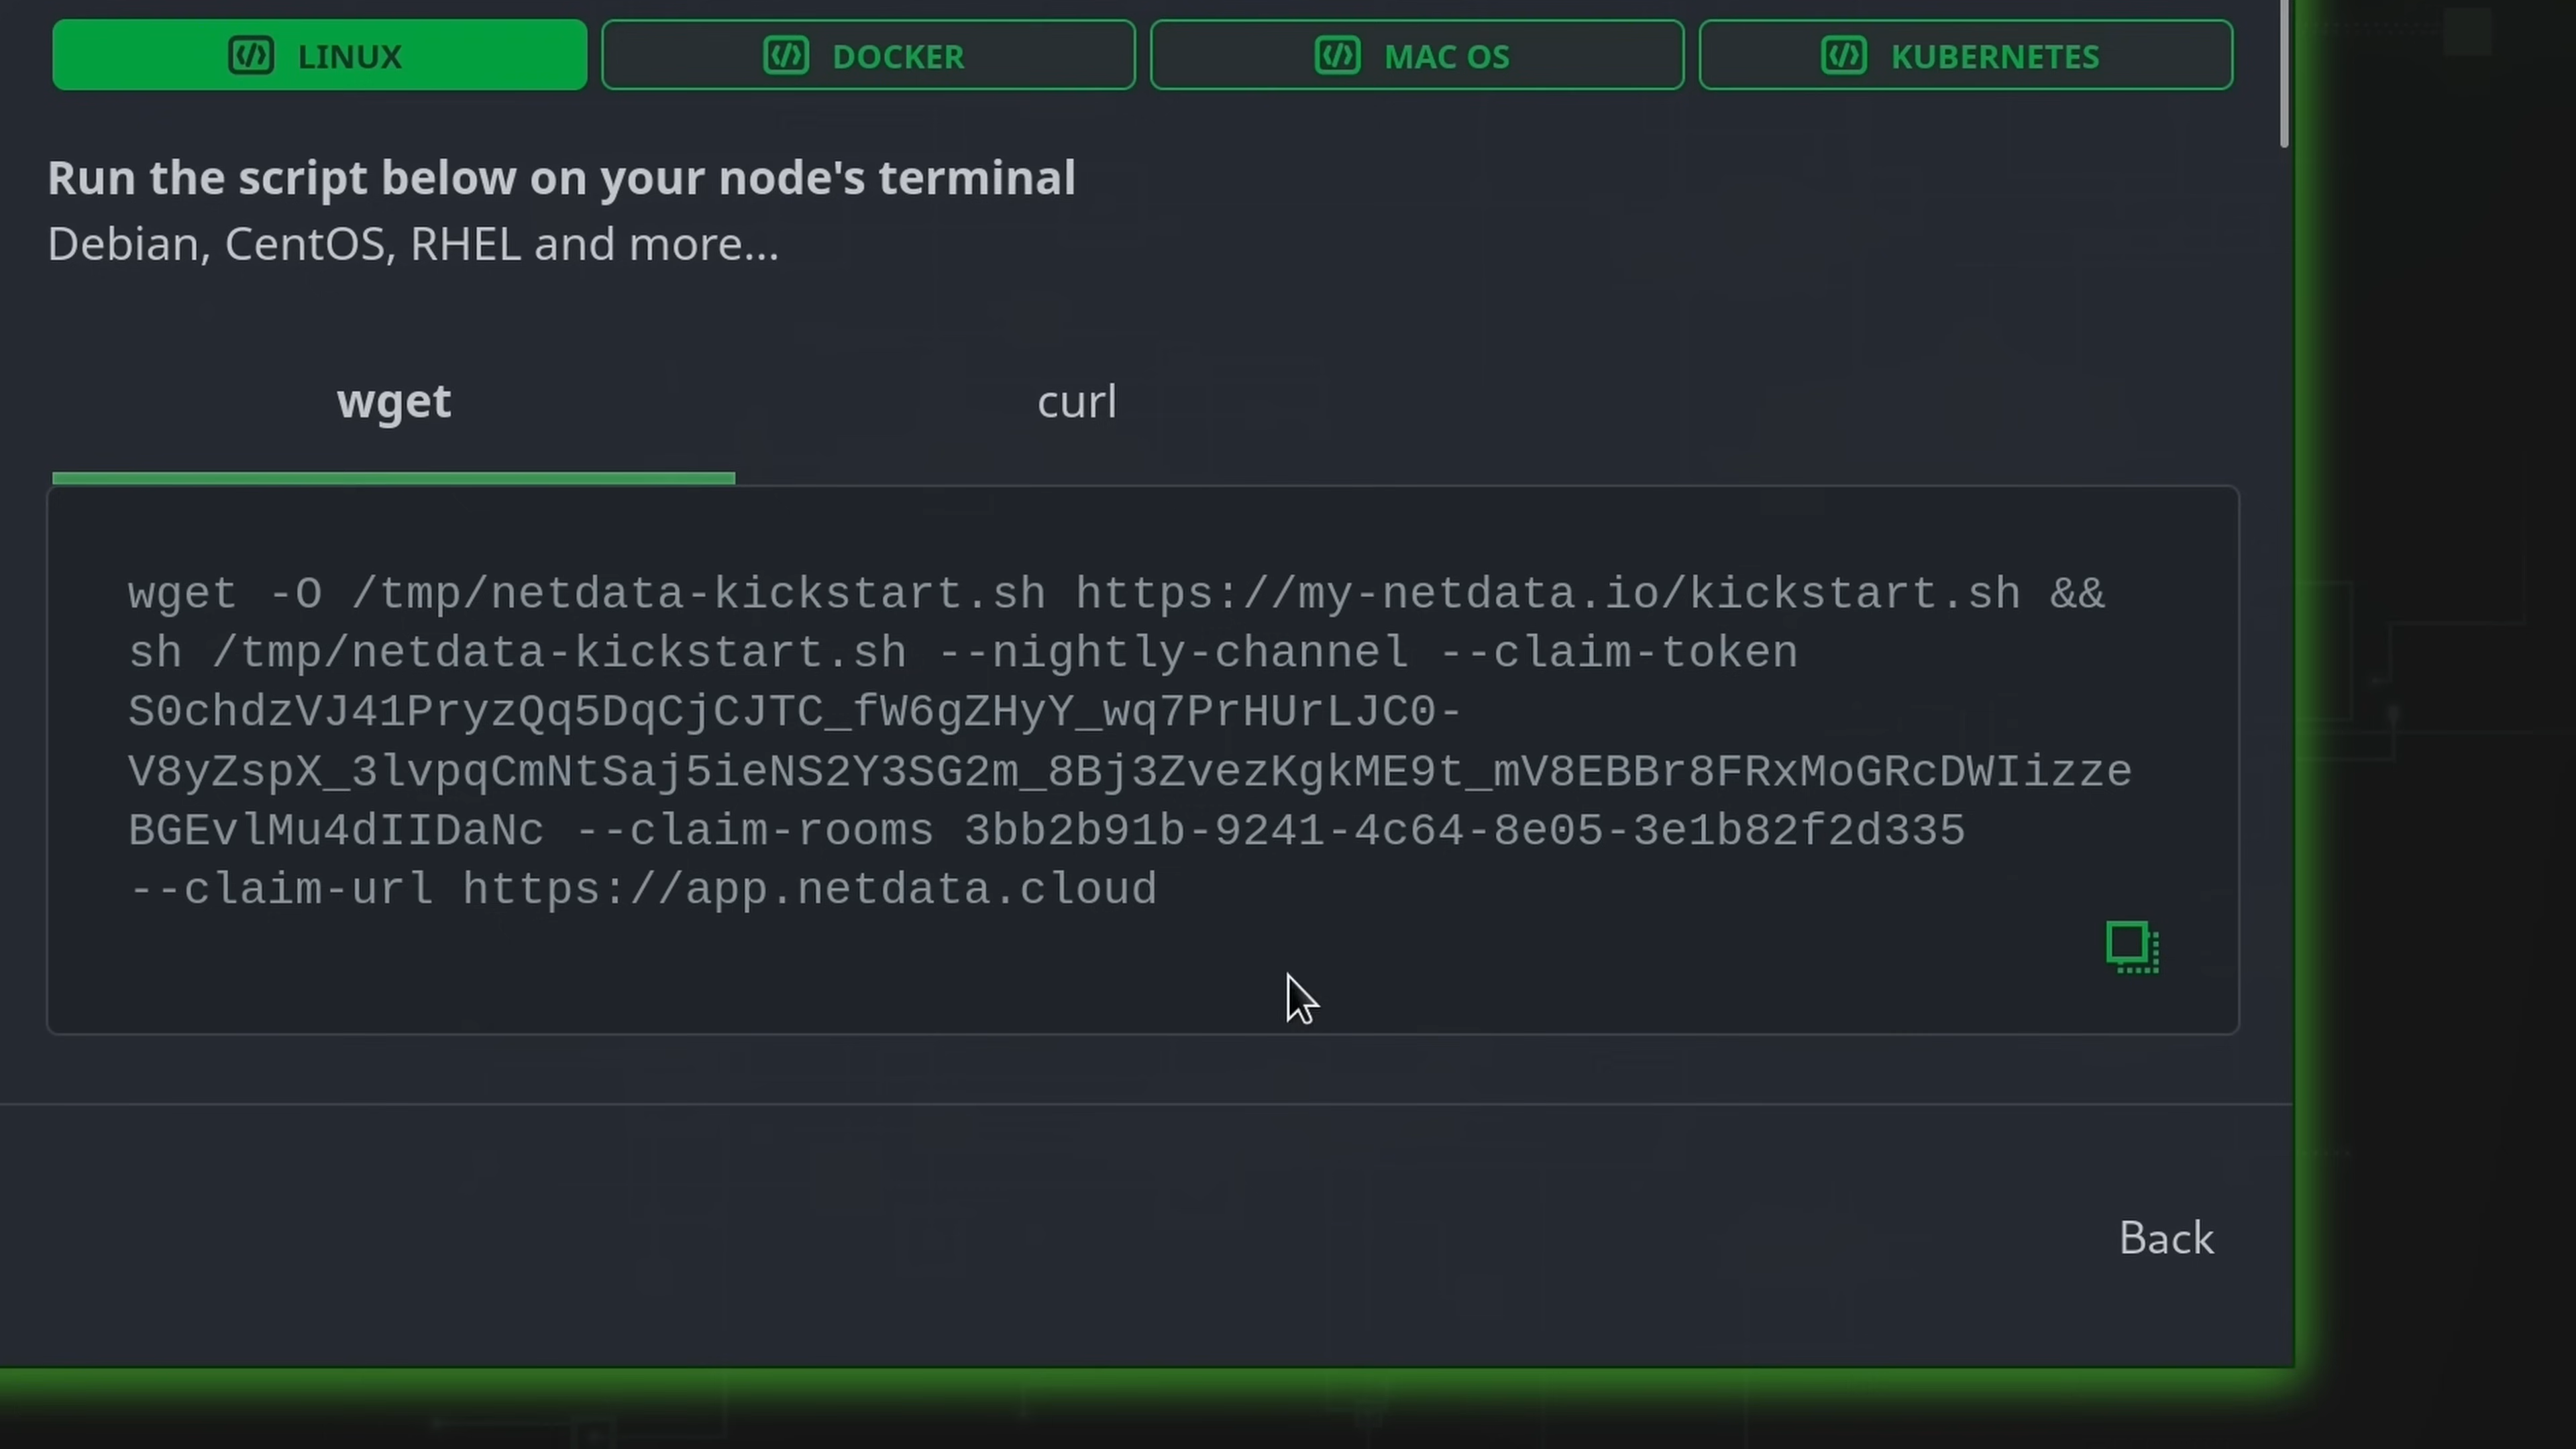 LINUX
DOCKER
MAC OS
KUBERNETES
Run the script below on your node's terminal
Debian, CentOS, RHEL and more...
wget
curl
wget -O /tmp/netdata-kickstart.sh https://my-netdata.io/kickstart.sh &&
sh /tmp/netdata-kickstart.sh --nightly-channel --claim-token
S0chdzVJ41PryzQq5DqCjCJTC_fW6gZHyY_wq7PrHUrLJC0-
V8yZspX_3lvpqCmNtSaj5ieNS2Y3SG2m_8Bj3ZvezKgkME9t_mV8EBBr8FRxMoGRcDWIizze
BGEvlMu4dIIDaNc --claim-rooms 3bb2b91b-9241-4c64-8e05-3e1b82f2d335
--claim-url https://app.netdata.cloud
Back